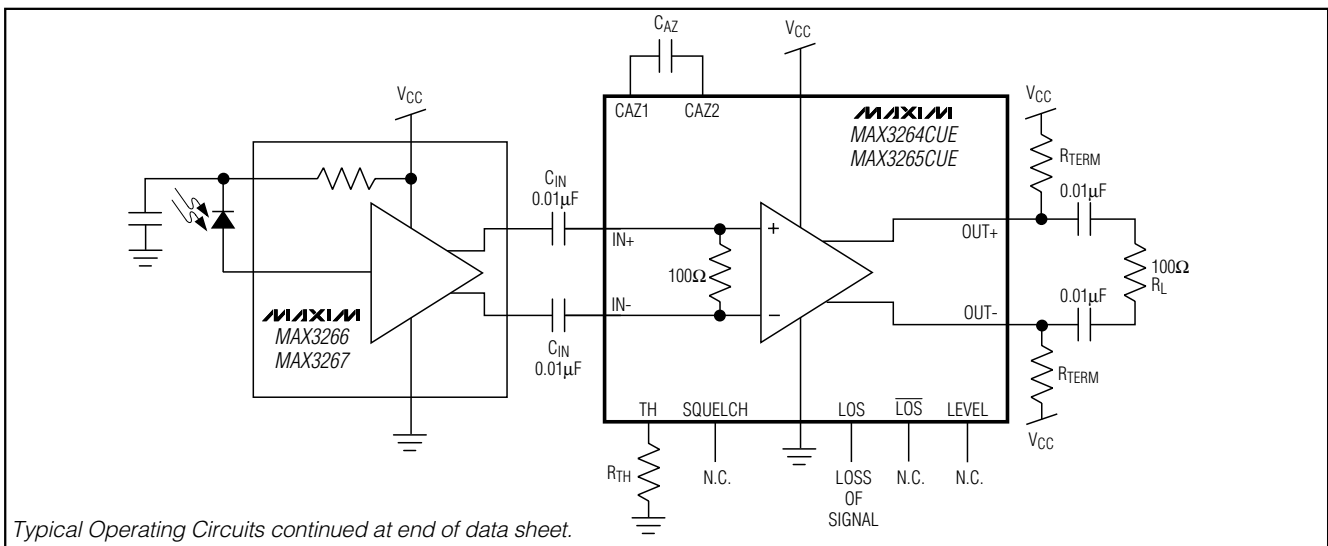 CAZ
VCC
CAZ1
CAZ2
MAXIM
MAX3264CUE
MAX3265CUE
VCC
RTERM
0.01µF
VCC
CIN
0.01µF
IN+
+
OUT+
100Ω
100Ω
RL
IN-
−
OUT-
0.01µF
MAXIM
MAX3266
MAX3267
CIN
0.01µF
RTERM
VCC
TH
SQUELCH
LOS
LOS
LEVEL
RTH
N.C.
LOSS
OF
SIGNAL
N.C.
N.C.
Typical Operating Circuits continued at end of data sheet.